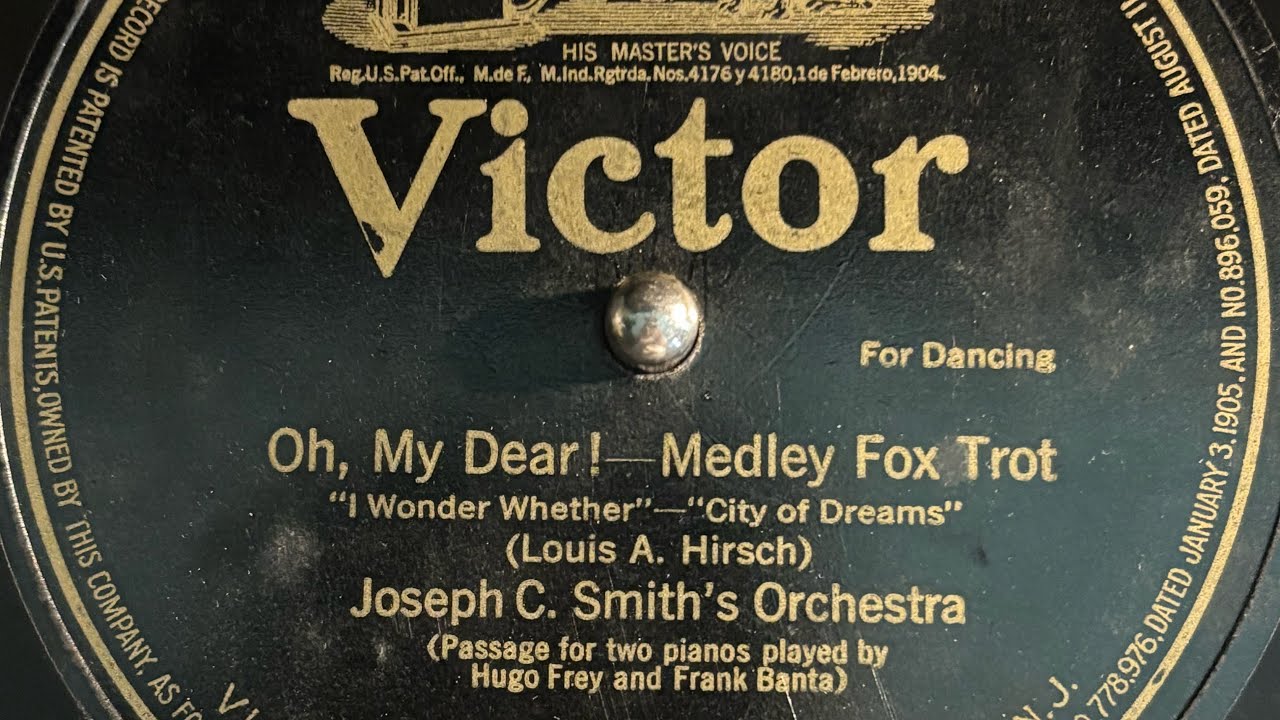 HIS MASTER'S VOICE
Reg.U.S.Pat.Off., M.de F., M.Ind.Rgtrda.Nos.4176 y 4180,1 de Febrero,1904.
Victor
For Dancing
Oh, My Dear!—Medley Fox Trot
"I Wonder Whether"—"City of Dreams"
(Louis A. Hirsch)
Joseph C. Smith's Orchestra
(Passage for two pianos played by
Hugo Frey and Frank Banta)
RECORD IS PATENTED BY U.S.PATENTS,OWNED BY THIS COMPANY, AS
778,976.DATED JANUARY 3,1905.AND NO.896,059, DATED AUGUST
J.